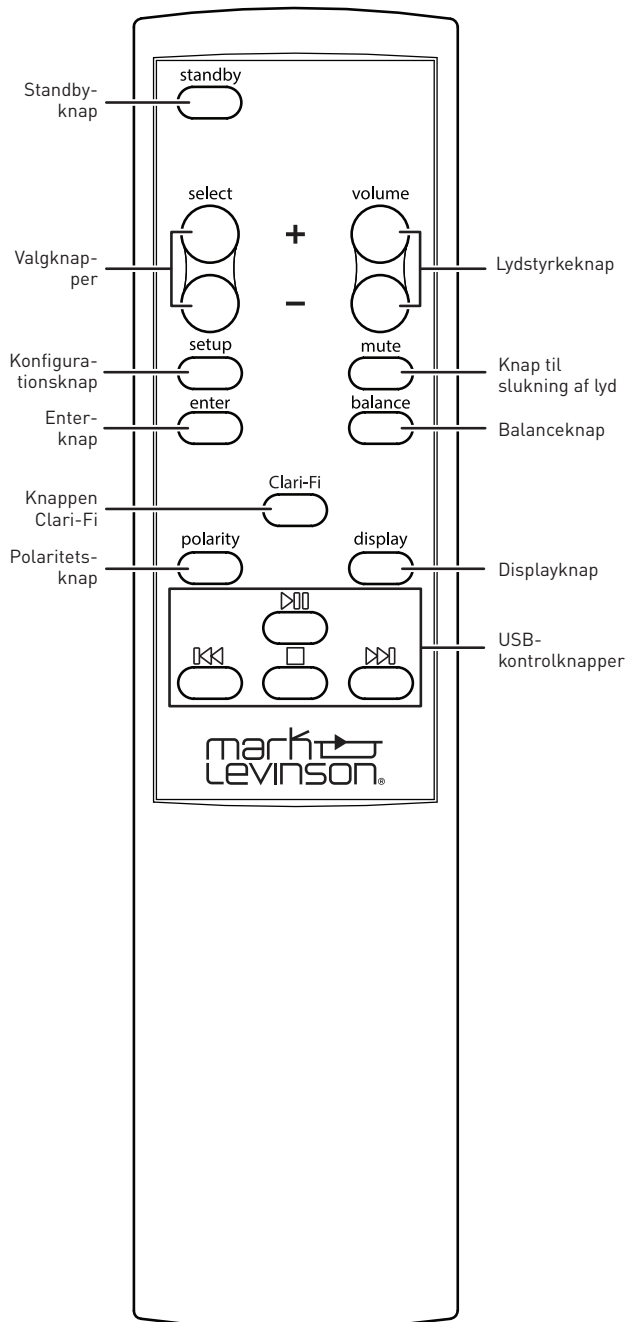 standby
Standby-
knap
select
volume
+
Valgknap-
per
Lydstyrkeknap
−
setup
mute
Konfigura-
tionsknap
Knap til
slukning af lyd
enter
balance
Enter-
knap
Balanceknap
Clari-Fi
Knappen
Clari-Fi
polarity
display
Polaritets-
knap
Displayknap
USB-
kontrolknapper
mark
Levinson®